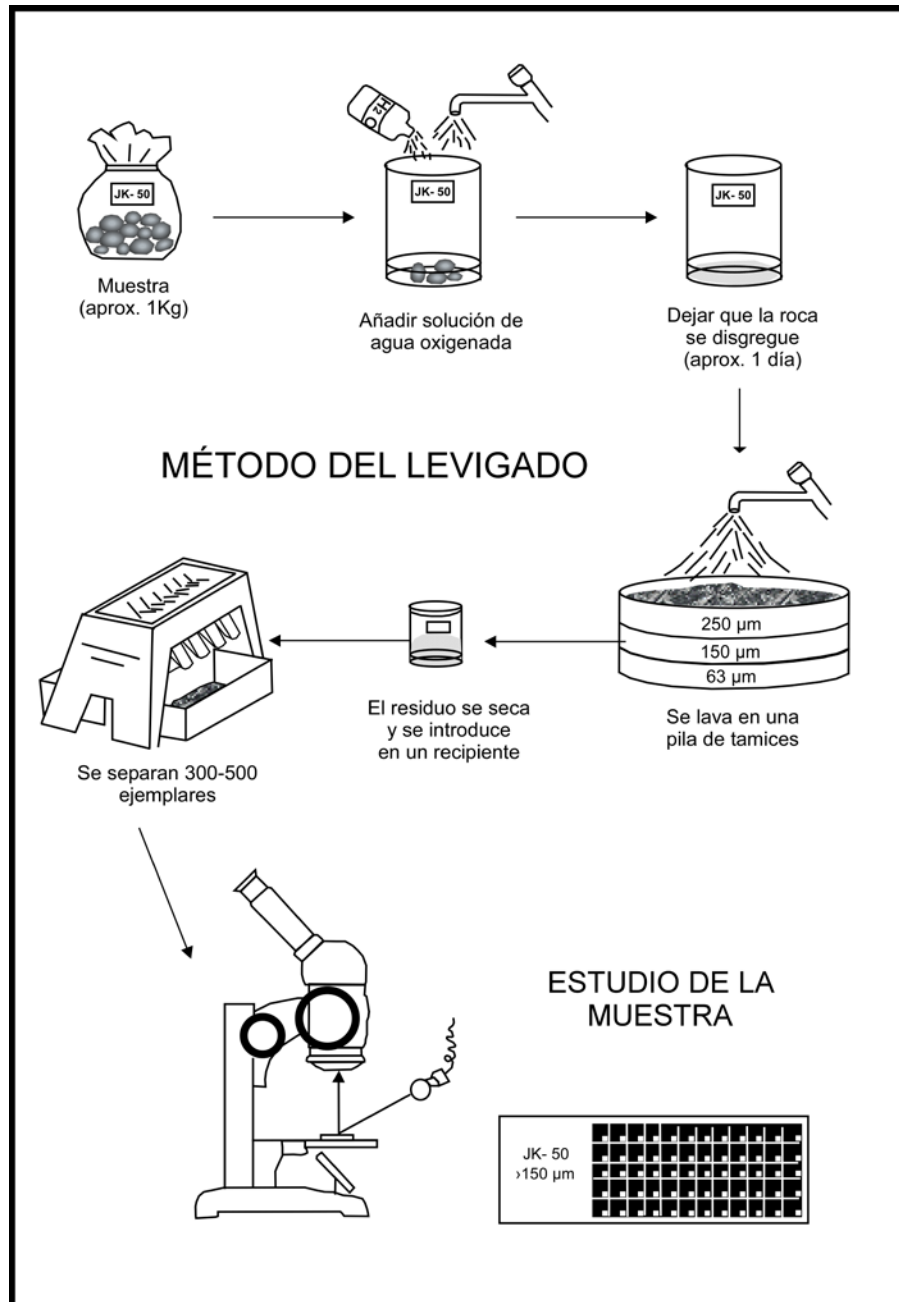 JK- 50
Muestra
(aprox. 1Kg)
H2O
JK- 50
Añadir solución de
agua oxigenada
JK- 50
Dejar que la roca
se disgregue
(aprox. 1 día)
MÉTODO DEL LEVIGADO
250 µm
150 µm
63 µm
Se lava en una
pila de tamices
El residuo se seca
y se introduce
en un recipiente
Se separan 300-500
ejemplares
ESTUDIO DE LA
MUESTRA
JK- 50
›150 µm